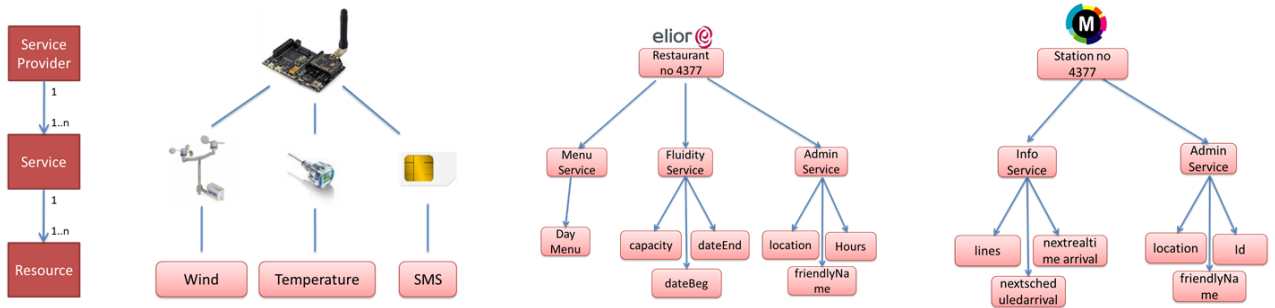 Service
Provider
1
1..n
Service
1
1..n
Resource
Wind
Temperature
SMS
elior
Restaurant
no 4377
Menu
Service
Fluidity
Service
Admin
Service
Day
Menu
capacity
dateEnd
dateBeg
location
Hours
friendlyNa
me
M
Station no
4377
Info
Service
Admin
Service
lines
nextrealti
me arrival
nextsched
uledarrival
location
Id
friendlyNa
me